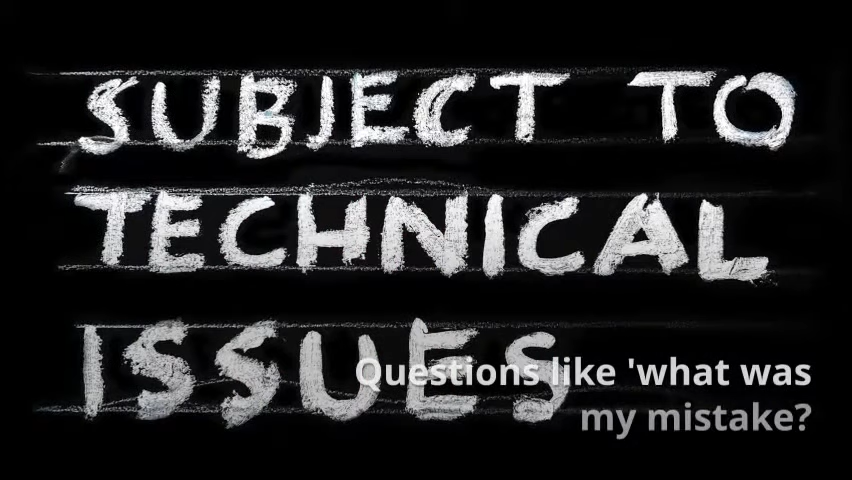 SUBJECT TO
TECHNICAL
ISSUES
Questions like 'what was
my mistake?